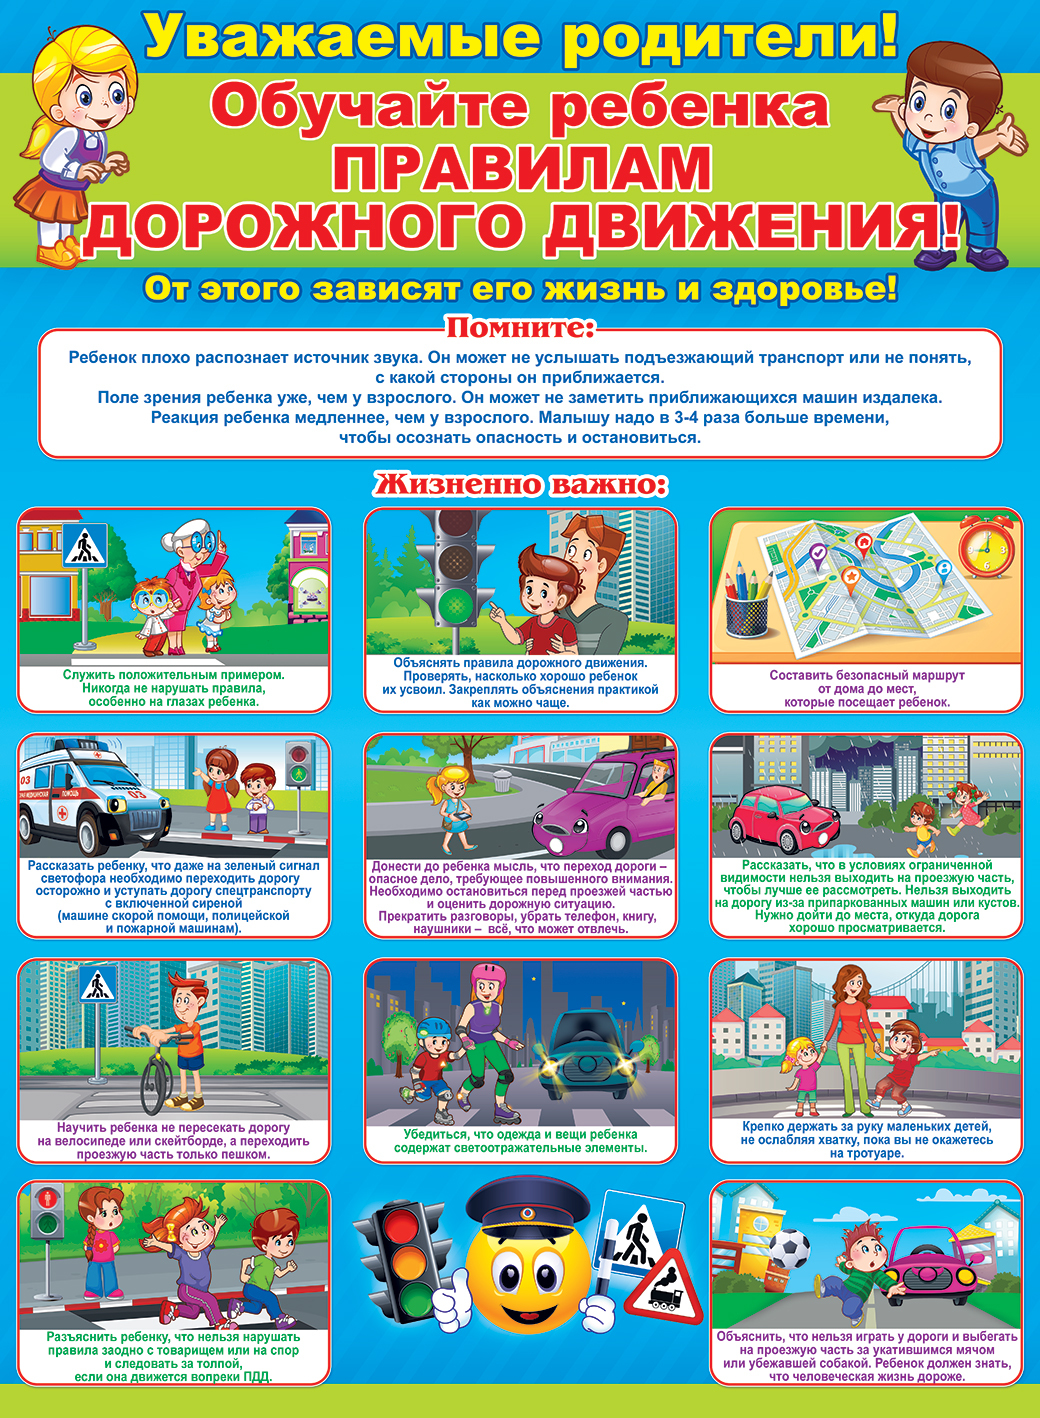 Уважаемые родители!
Обучайте ребенка
ПРАВИЛАМ
ДОРОЖНОГО ДВИЖЕНИЯ!
От этого зависят его жизнь и здоровье!
Помните:
Ребенок плохо распознает источник звука. Он может не услышать подъезжающий транспорт или не понять,
с какой стороны он приближается.
Поле зрения ребенка уже, чем у взрослого. Он может не заметить приближающихся машин издалека.
Реакция ребенка медленнее, чем у взрослого. Малышу надо в 3-4 раза больше времени,
чтобы осознать опасность и остановиться.
Жизненно важно:
Служить положительным примером.
Никогда не нарушать правила,
особенно на глазах ребенка.
Объяснять правила дорожного движения.
Проверять, насколько хорошо ребенок
их усвоил. Закреплять объяснения практикой
как можно чаще.
12
3
6
9
Составить безопасный маршрут
от дома до мест,
которые посещает ребенок.
03
МЕДИЦИНСКАЯ ПОМОЩЬ
03
Рассказать ребенку, что даже на зеленый сигнал
светофора необходимо переходить дорогу
осторожно и уступать дорогу спецтранспорту
с включенной сиреной
(машине скорой помощи, полицейской
и пожарной машинам).
Донести до ребенка мысль, что переход дороги –
опасное дело, требующее повышенного внимания.
Необходимо остановиться перед проезжей частью
и оценить дорожную ситуацию.
Прекратить разговоры, убрать телефон, книгу,
наушники – всё, что может отвлечь.
Рассказать, что в условиях ограниченной
видимости нельзя выходить на проезжую часть,
чтобы лучше ее рассмотреть. Нельзя выходить
на дорогу из-за припаркованных машин или кустов.
Нужно дойти до места, откуда дорога
хорошо просматривается.
Научить ребенка не пересекать дорогу
на велосипеде или скейтборде, а переходить
проезжую часть только пешком.
Убедиться, что одежда и вещи ребенка
содержат светоотражательные элементы.
Крепко держать за руку маленьких детей,
не ослабляя хватку, пока вы не окажетесь
на тротуаре.
Разъяснить ребенку, что нельзя нарушать
правила заодно с товарищем или на спор
и следовать за толпой,
если она движется вопреки ПДД.
Объяснить, что нельзя играть у дороги и выбегать
на проезжую часть за укатившимся мячом
или убежавшей собакой. Ребенок должен знать,
что человеческая жизнь дороже.